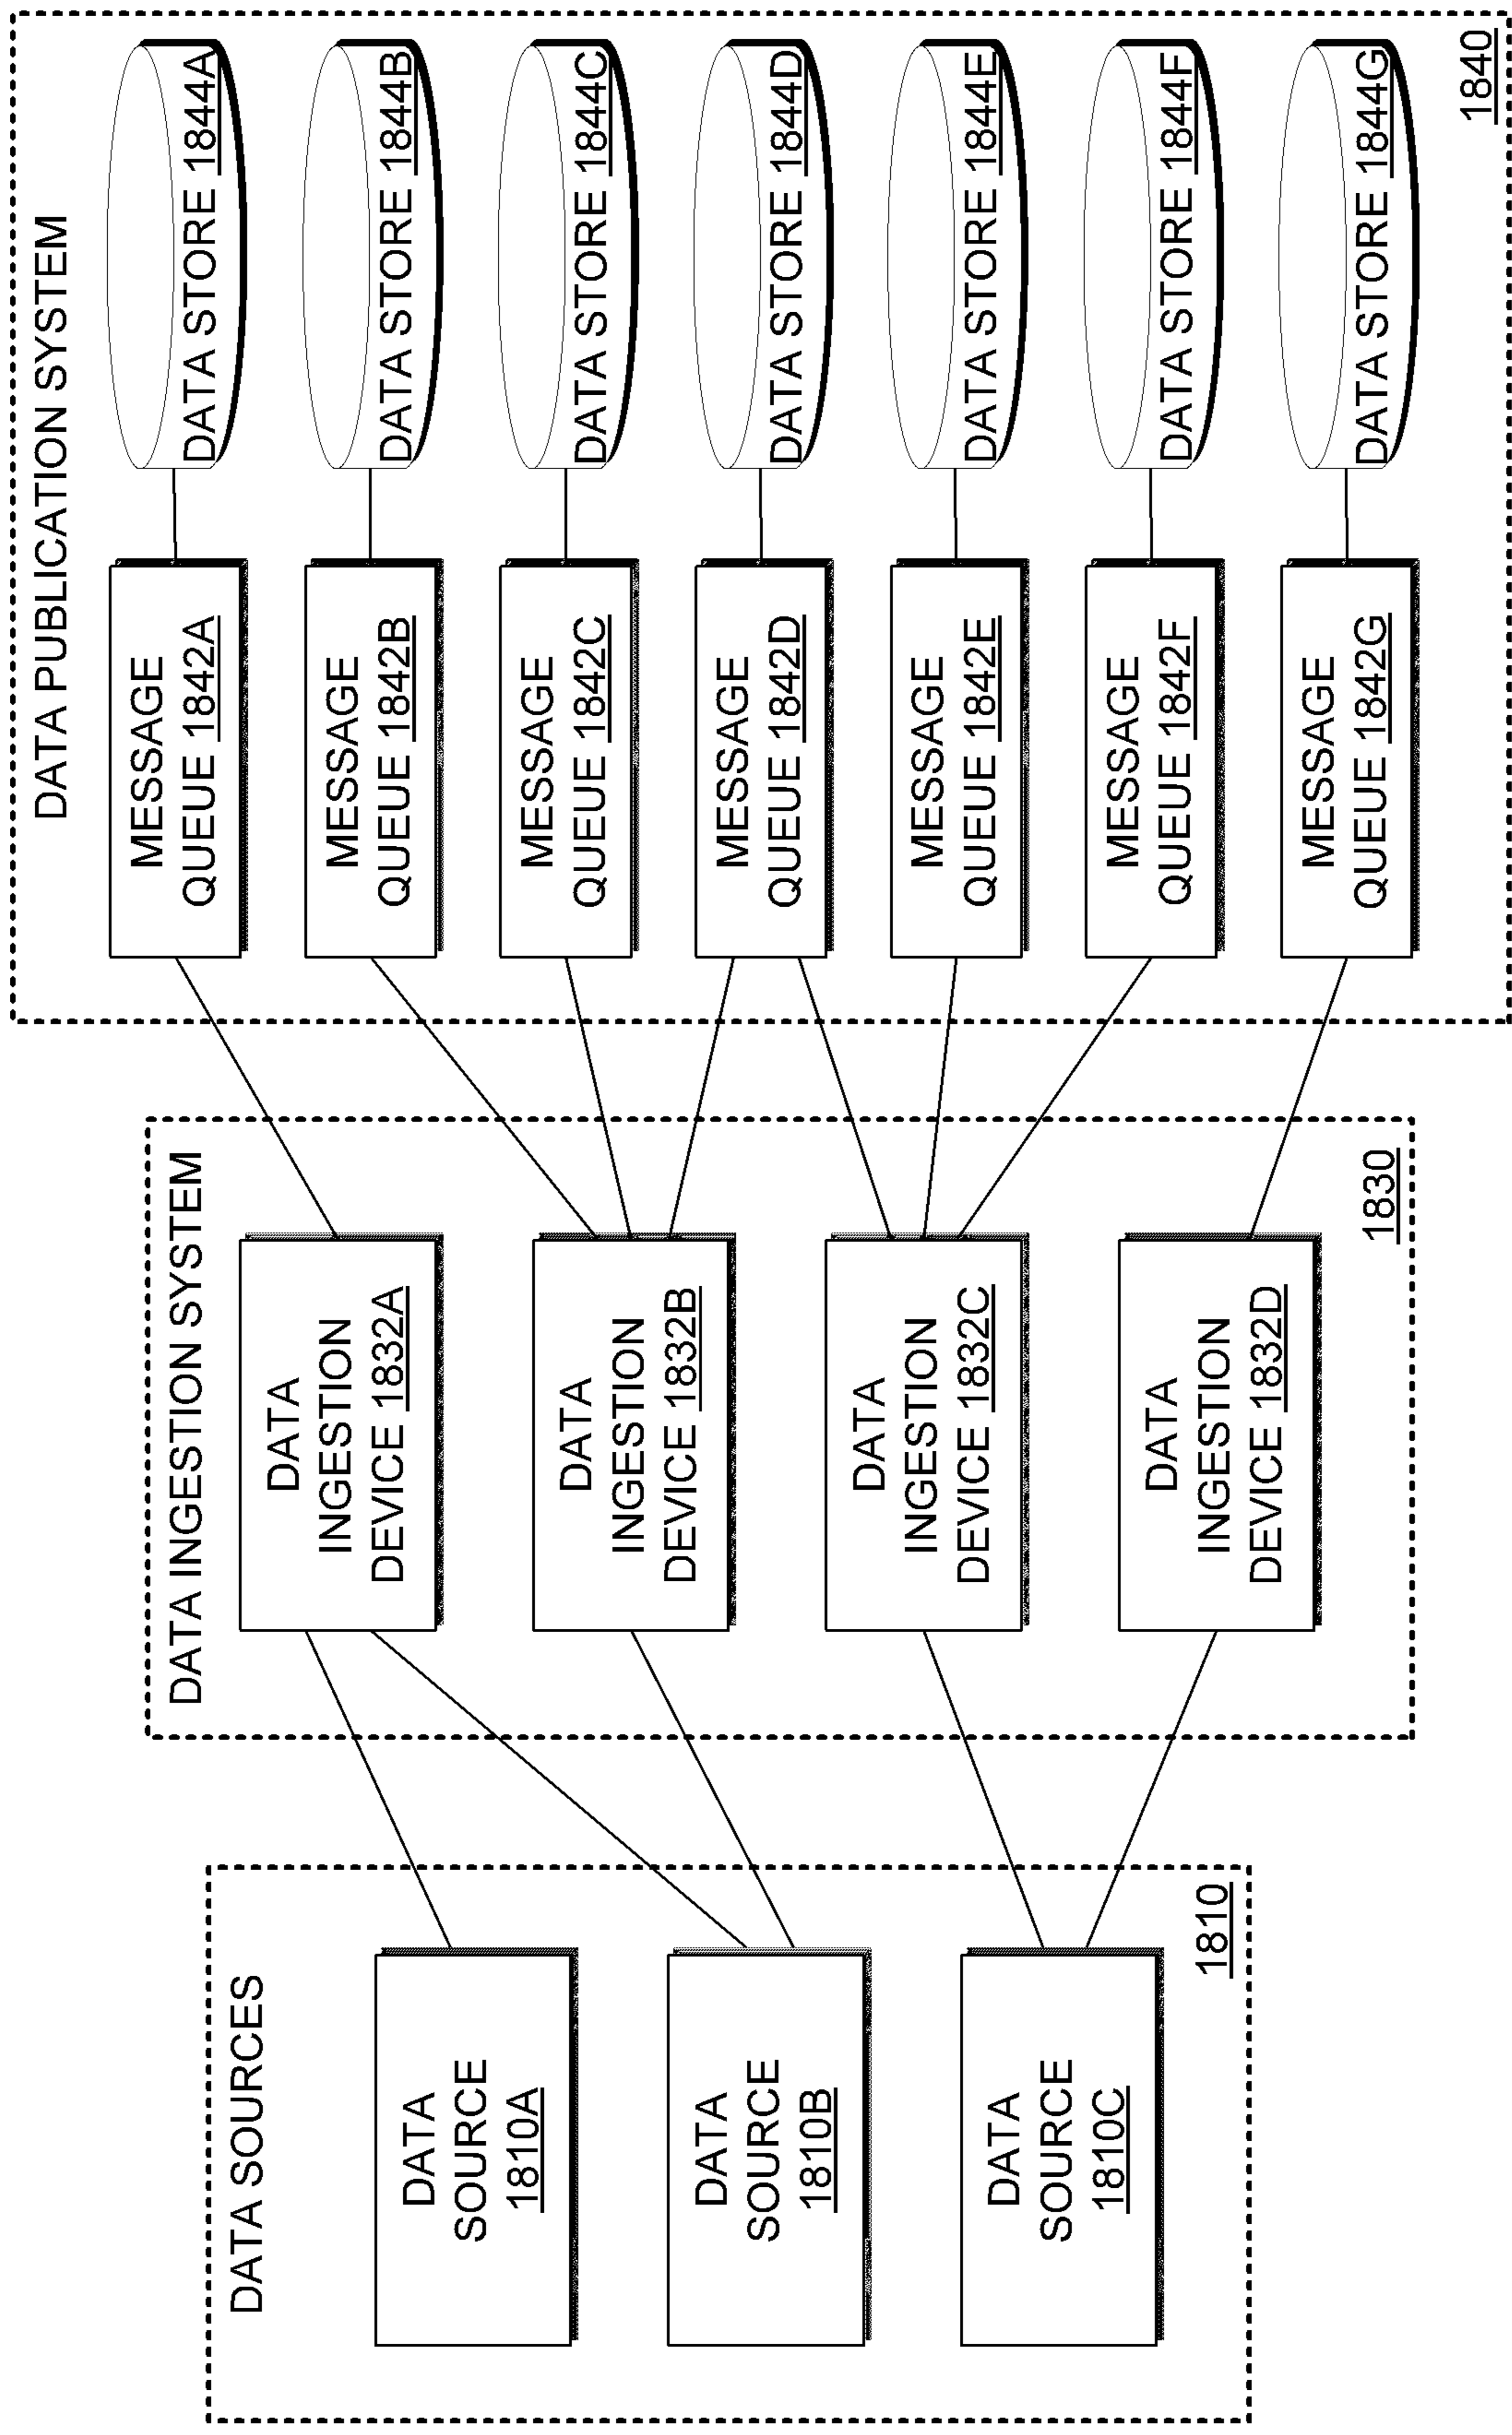 DATA SOURCES
DATA
SOURCE
1810A
DATA
SOURCE
1810B
DATA
SOURCE
1810C
1810
DATA INGESTION SYSTEM
DATA
INGESTION
DEVICE 1832A
DATA
INGESTION
DEVICE 1832B
DATA
INGESTION
DEVICE 1832C
DATA
INGESTION
DEVICE 1832D
1830
DATA PUBLICATION SYSTEM
MESSAGE
QUEUE 1842A
DATA STORE 1844A
MESSAGE
QUEUE 1842B
DATA STORE 1844B
MESSAGE
QUEUE 1842C
DATA STORE 1844C
MESSAGE
QUEUE 1842D
DATA STORE 1844D
MESSAGE
QUEUE 1842E
DATA STORE 1844E
MESSAGE
QUEUE 1842F
DATA STORE 1844F
MESSAGE
QUEUE 1842G
DATA STORE 1844G
1840